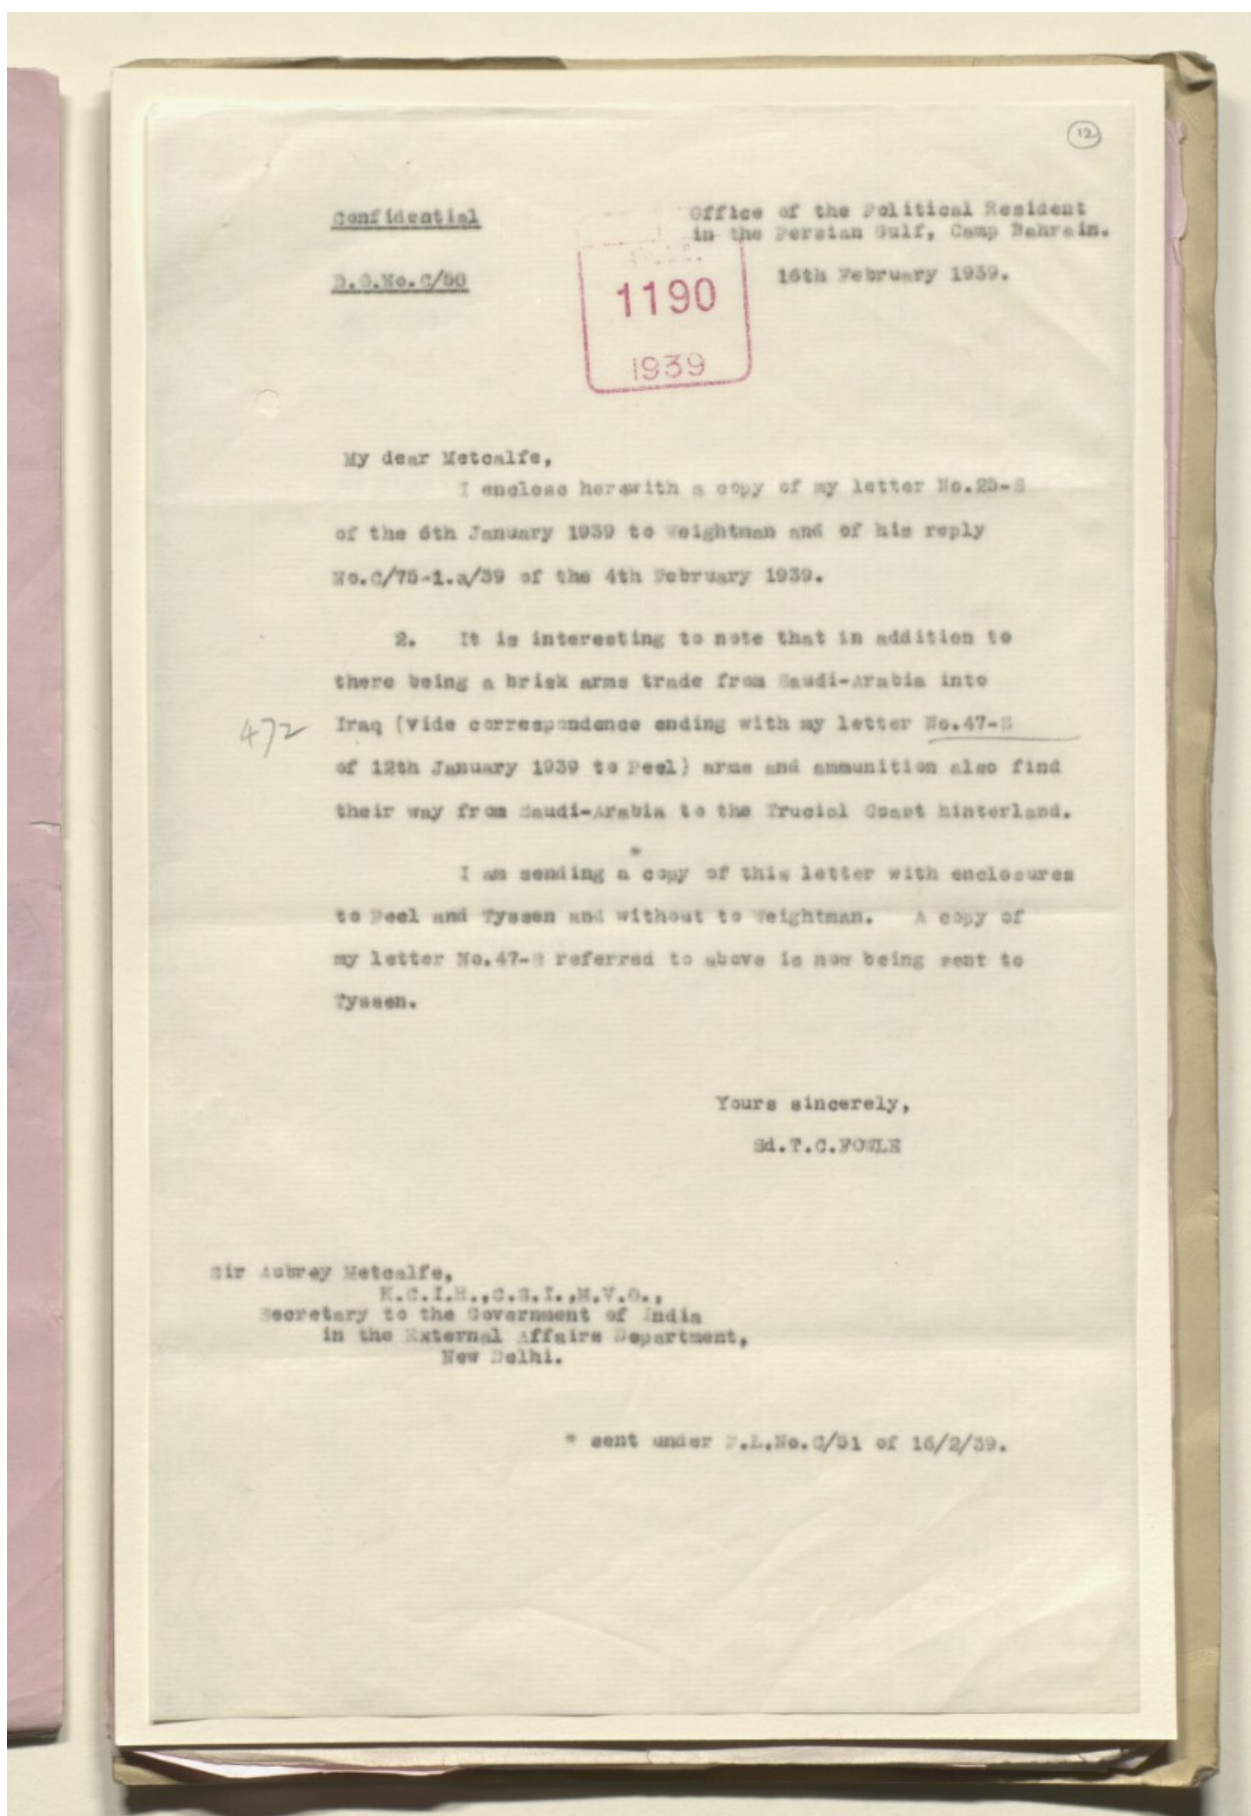 12
Confidential
Office of the Political Resident
in the Persian Gulf, Camp Bahrain.
D.O.No.C/50
16th February 1939.
1190
1939
My dear Metcalfe,
I enclose herewith a copy of my letter No.25-S
of the 6th January 1939 to Weightman and of his reply
No.C/75-1.a/39 of the 4th February 1939.
2. It is interesting to note that in addition to
there being a brisk arms trade from Saudi-Arabia into
472
Iraq (vide correspondence ending with my letter No.47-S
of 12th January 1939 to Peel) arms and ammunition also find
their way from Saudi-Arabia to the Trucial Coast hinterland.
*
I am sending a copy of this letter with enclosures
to Peel and Tyssen and without to Weightman. A copy of
my letter No.47-S referred to above is now being sent to
Tyssen.
Yours sincerely,
Sd.T.C.FOWLE
Sir Aubrey Metcalfe,
K.C.I.E.,C.S.I.,M.V.O.,
Secretary to the Government of India
in the External Affairs Department,
New Delhi.
* sent under P.L.No.C/51 of 16/2/39.